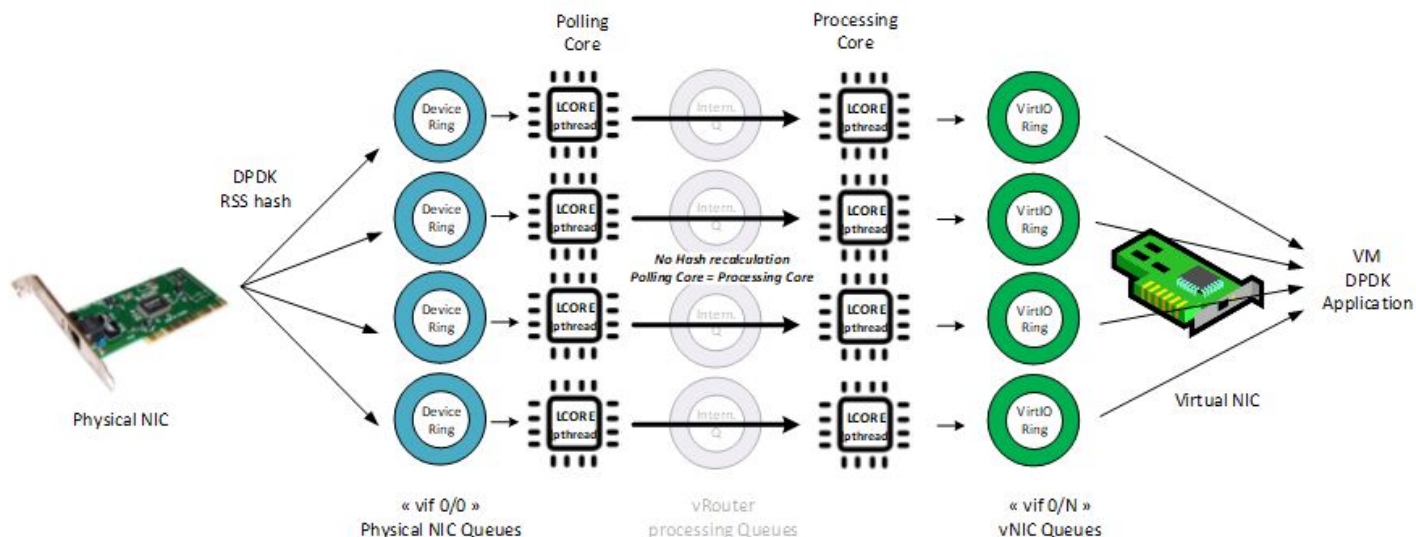 Polling
Core
Processing
Core
DPDK
RSS hash
Device
Ring
LCORE
pthread
Intern.
Q
LCORE
pthread
VirtIO
Ring
Device
Ring
LCORE
pthread
Intern.
Q
LCORE
pthread
VirtIO
Ring
No Hash recalculation
Polling Core = Processing Core
Device
Ring
LCORE
pthread
Intern.
Q
LCORE
pthread
VirtIO
Ring
VM
DPDK
Application
Device
Ring
LCORE
pthread
Intern.
Q
LCORE
pthread
VirtIO
Ring
Physical NIC
Virtual NIC
« vif 0/0 »
Physical NIC Queues
vRouter
processing Queues
« vif 0/N »
vNIC Queues